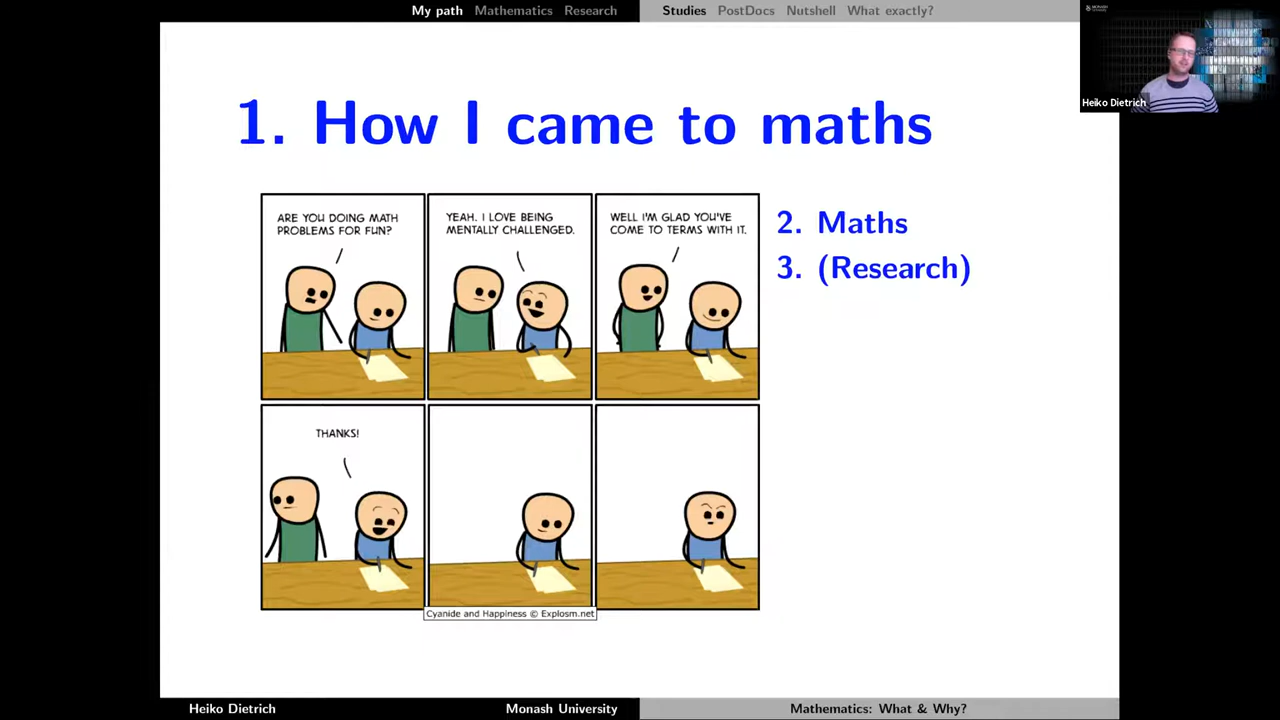 My path Mathematics Research Studies PostDocs Nutshell What exactly?
MONASH
Heiko Dietrich
1. How I came to maths
2. Maths
3. (Research)
ARE YOU DOING MATH
PROBLEMS FOR FUN?
YEAH. I LOVE BEING
MENTALLY CHALLENGED.
WELL I'M GLAD YOU'VE
COME TO TERMS WITH IT.
THANKS!
Cyanide and Happiness © Explosm.net
Heiko Dietrich Monash University Mathematics: What & Why?